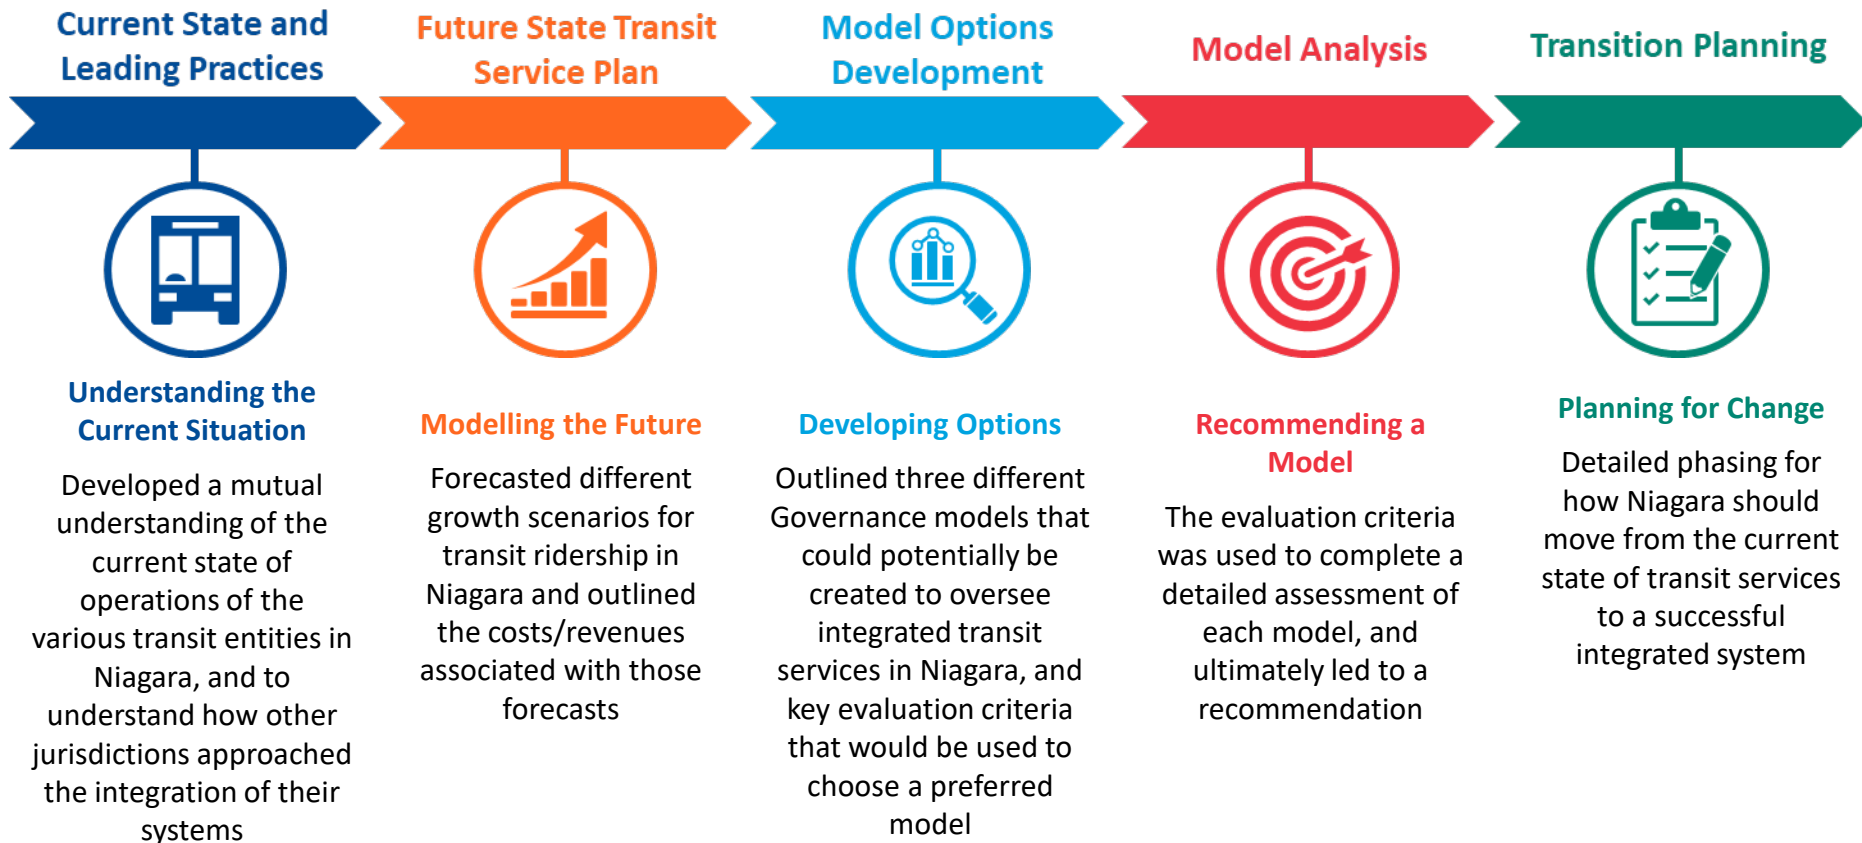 Current State and
Leading Practices
Future State Transit
Service Plan
Model Options
Development
Model Analysis
Transition Planning
Understanding the
Current Situation
Developed a mutual
understanding of the
current state of
operations of the
various transit entities in
Niagara, and to
understand how other
jurisdictions approached
the integration of their
systems
Modelling the Future
Forecasted different
growth scenarios for
transit ridership in
Niagara and outlined
the costs/revenues
associated with those
forecasts
Developing Options
Outlined three different
Governance models that
could potentially be
created to oversee
integrated transit
services in Niagara, and
key evaluation criteria
that would be used to
choose a preferred
model
Recommending a
Model
The evaluation criteria
was used to complete a
detailed assessment of
each model, and
ultimately led to a
recommendation
Planning for Change
Detailed phasing for
how Niagara should
move from the current
state of transit services
to a successful
integrated system